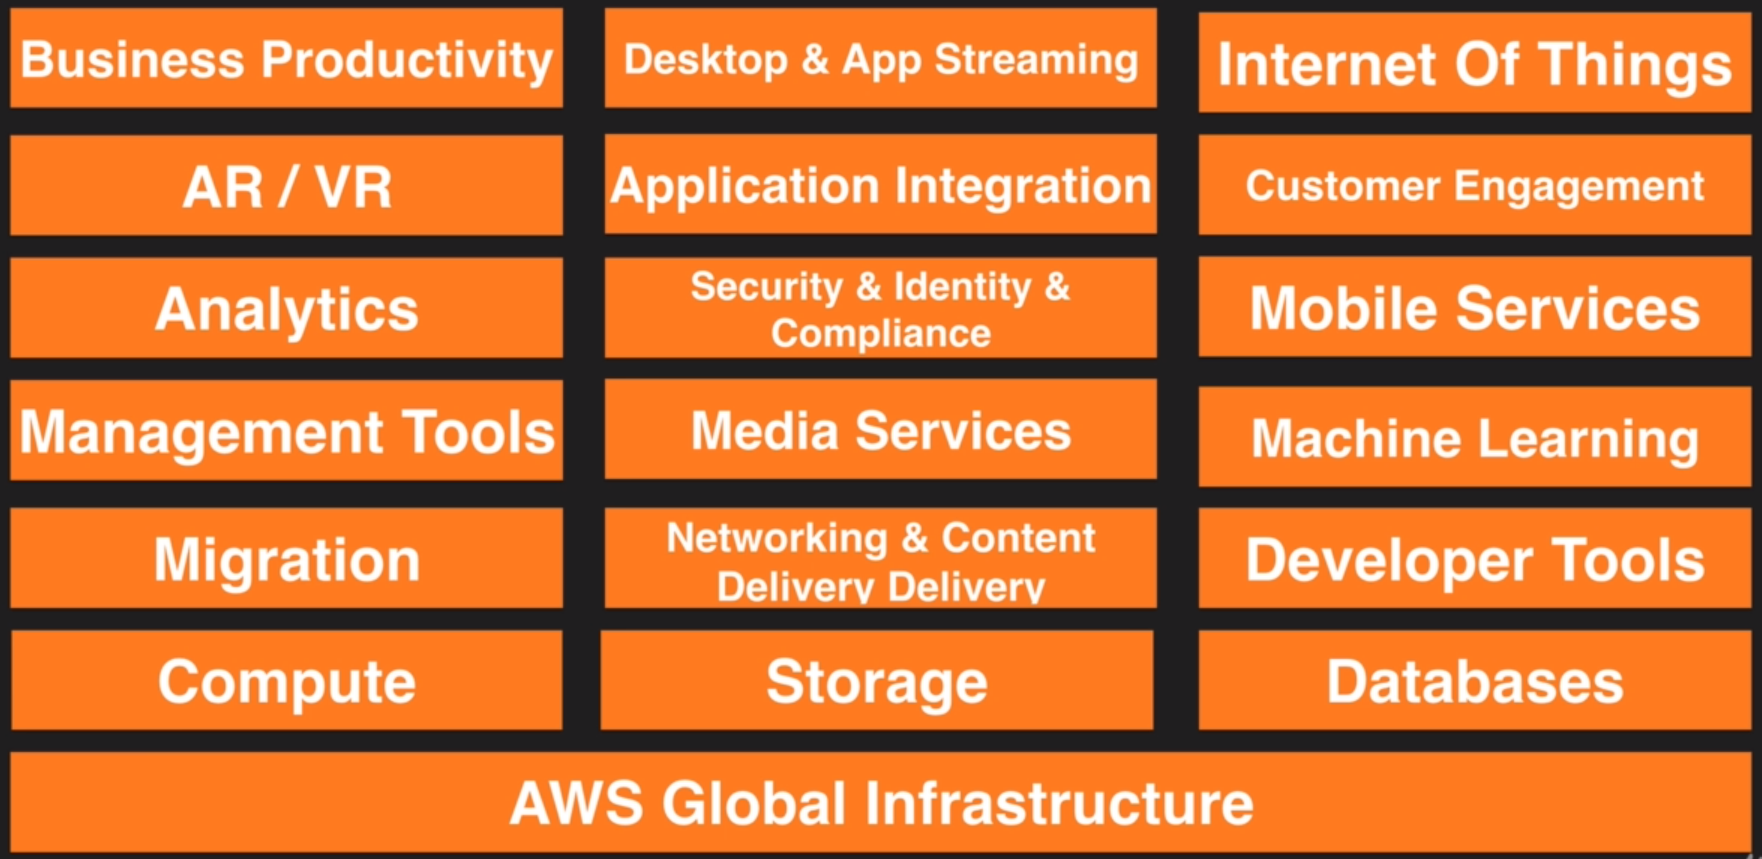 Business Productivity
Desktop & App Streaming
Internet Of Things
AR / VR
Application Integration
Customer Engagement
Analytics
Security & Identity &
Compliance
Mobile Services
Management Tools
Media Services
Machine Learning
Migration
Networking & Content
Delivery Delivery
Developer Tools
Compute
Storage
Databases
AWS Global Infrastructure